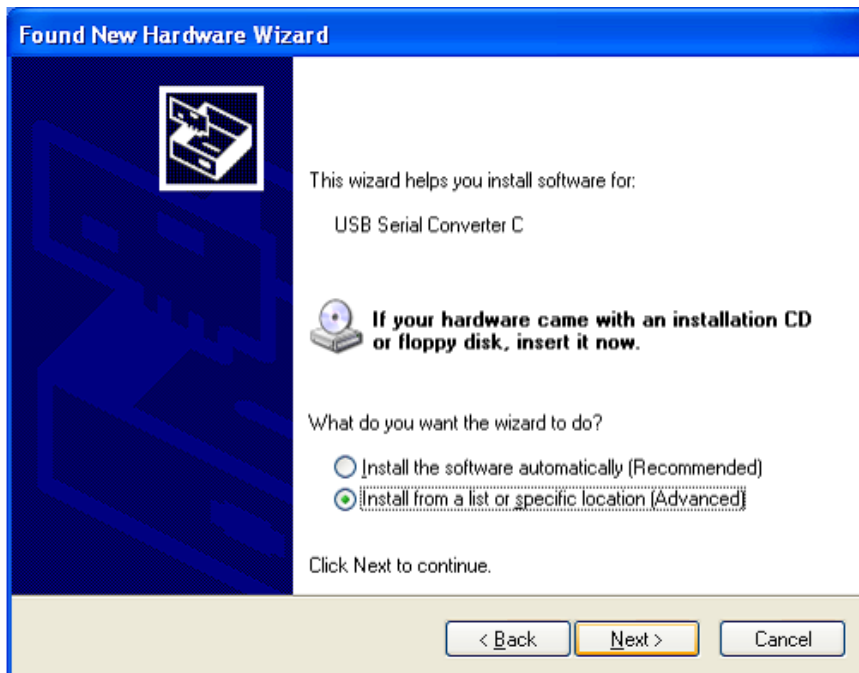 Found New Hardware Wizard
This wizard helps you install software for:
USB Serial Converter C
If your hardware came with an installation CD
or floppy disk, insert it now.
What do you want the wizard to do?
Install the software automatically (Recommended)
Install from a list or specific location (Advanced)
Click Next to continue.
< Back Next > Cancel